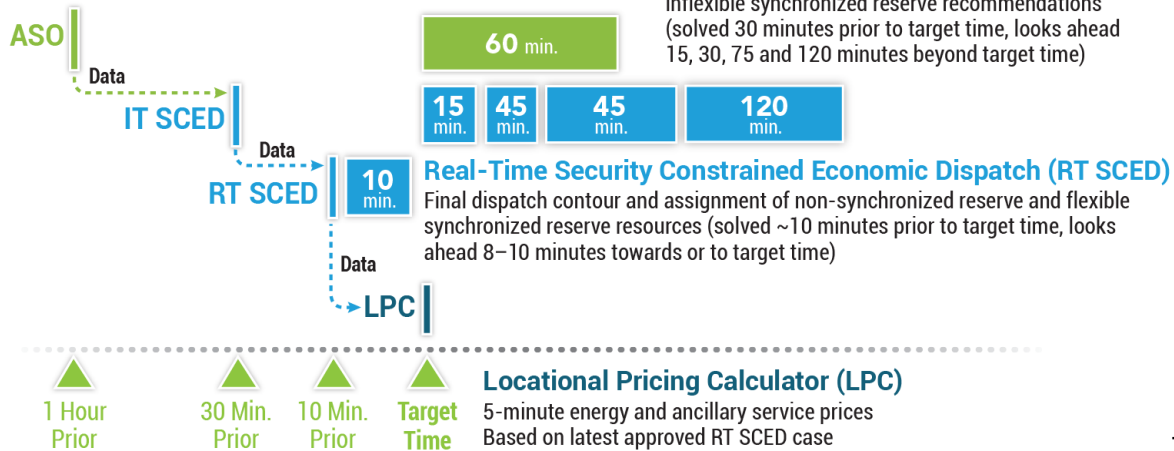 inflexible synchronized reserve recommendations
(solved 30 minutes prior to target time, looks ahead
15, 30, 75 and 120 minutes beyond target time)
ASO
60 min.
Data
IT SCED
15 min.
45 min.
45 min.
120 min.
Data
RT SCED
10 min.
Real-Time Security Constrained Economic Dispatch (RT SCED)
Final dispatch contour and assignment of non-synchronized reserve and flexible
synchronized reserve resources (solved ~10 minutes prior to target time, looks
ahead 8–10 minutes towards or to target time)
Data
LPC
1 Hour
Prior
30 Min.
Prior
10 Min.
Prior
Target
Time
Locational Pricing Calculator (LPC)
5-minute energy and ancillary service prices
Based on latest approved RT SCED case